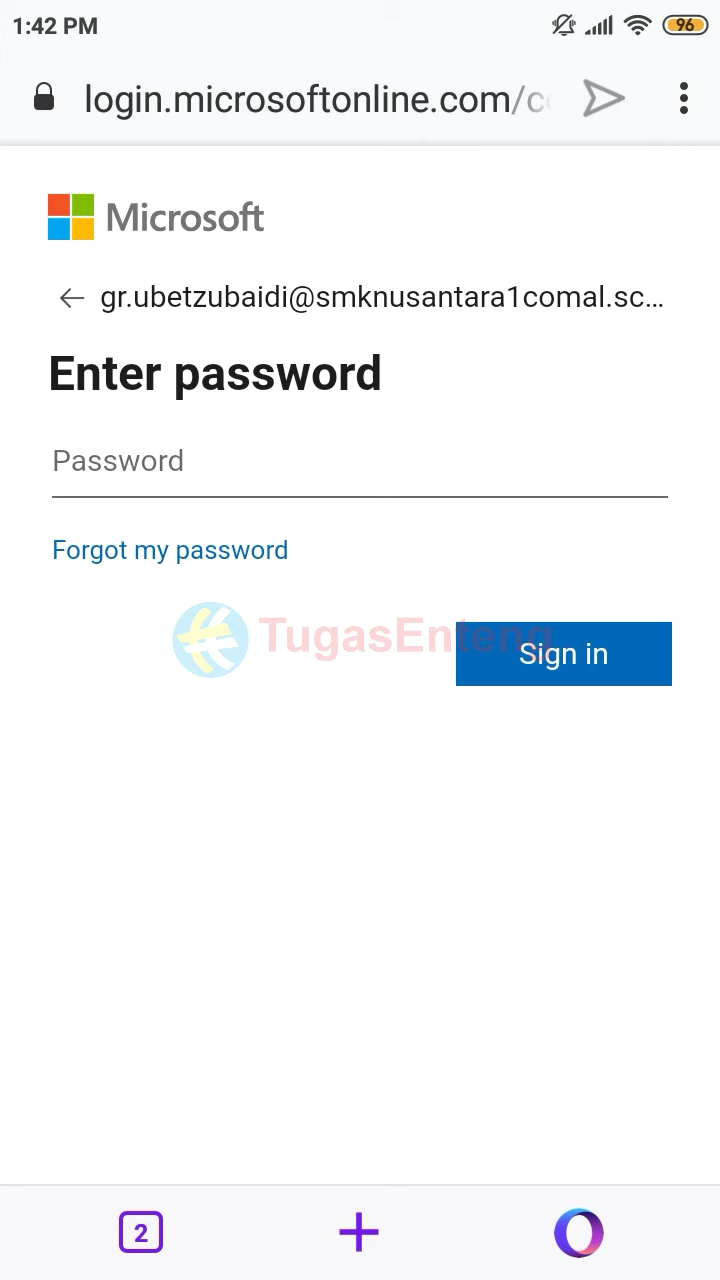 1:42 PM
96
login.microsoftonline.com/c
Microsoft
gr.ubetzubaidi@smknusantara1comal.sc...
Enter password
Password
Forgot my password
TugasEnteng
Sign in
2